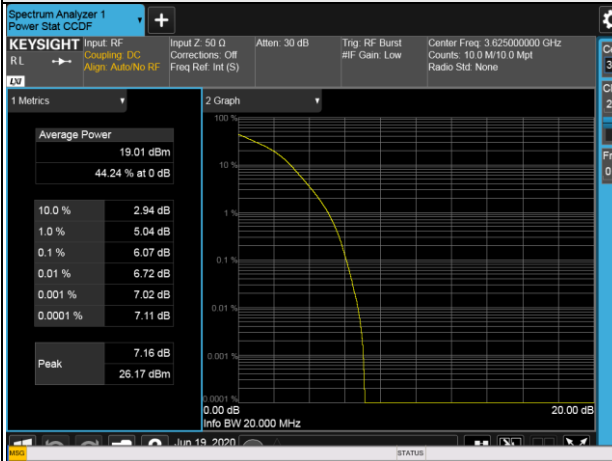 Spectrum Analyzer 1
Power Stat CCDF
KEYSIGHT
RL
LXI
Input: RF
Coupling: DC
Align: Auto/No RF
Input Z: 50 Ω
Corrections: Off
Freq Ref: Int (S)
Atten: 30 dB
Trig: RF Burst
#IF Gain: Low
Center Freq: 3.625000000 GHz
Counts: 10.0 M/10.0 Mpt
Radio Std: None
1 Metrics
Average Power
19.01 dBm
44.24 % at 0 dB
10.0 % 2.94 dB
1.0 % 5.04 dB
0.1 % 6.07 dB
0.01 % 6.72 dB
0.001 % 7.02 dB
0.0001 % 7.11 dB
Peak
7.16 dB
26.17 dBm
2 Graph
100 %
10 %
1 %
0.1 %
0.01 %
0.001 %
0.0001 %
0.00 dB
20.00 dB
Info BW 20.000 MHz
Jun 19, 2020
MSG
STATUS